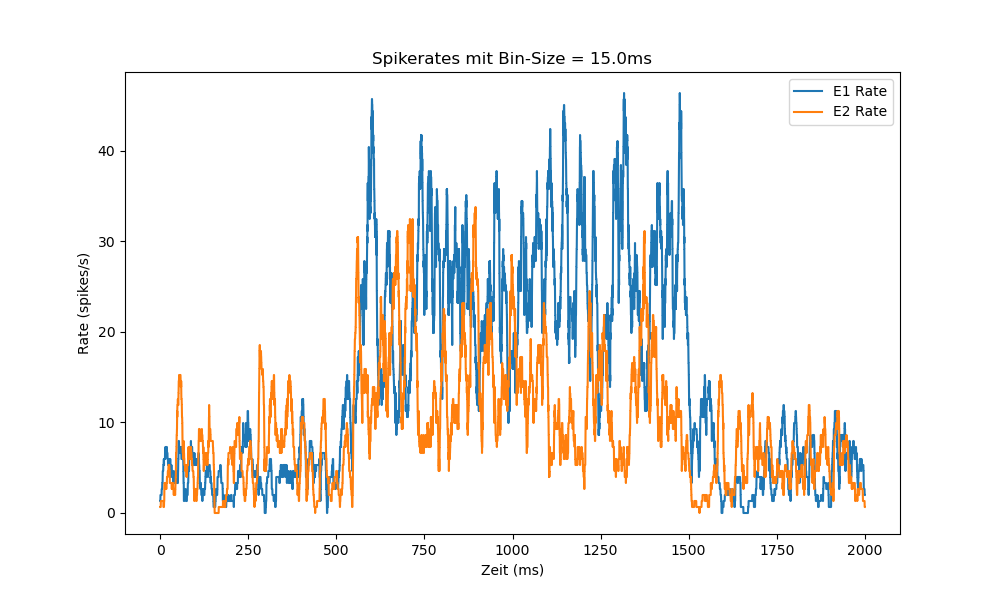 Spikerates mit Bin-Size = 15.0ms
E1 Rate
E2 Rate
Rate (spikes/s)
40
30
20
10
0
0 250 500 750 1000 1250 1500 1750 2000
Zeit (ms)